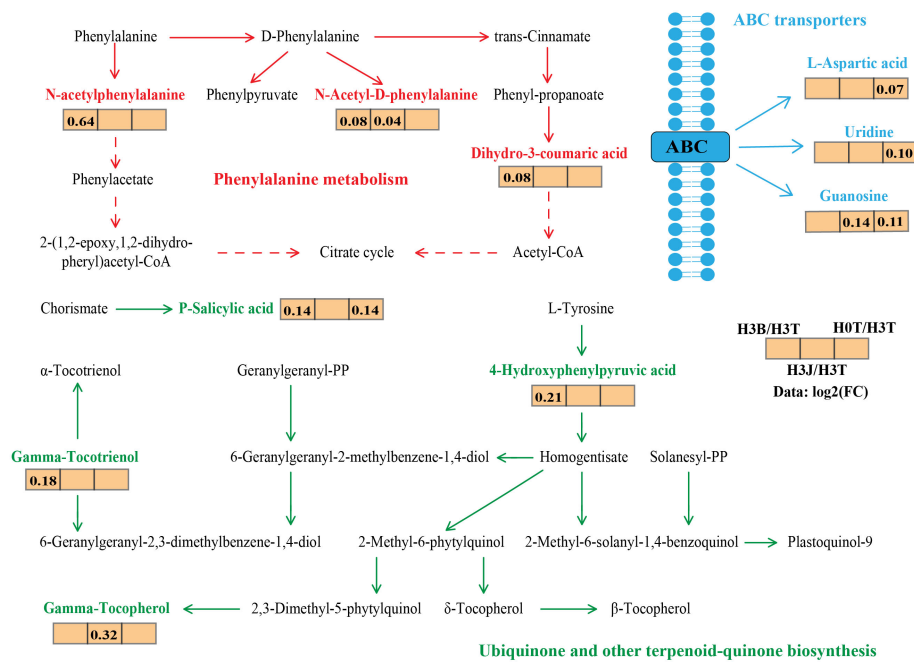 ABC transporters
Phenylalanine
D-Phenylalanine
trans-Cinnamate
L-Aspartic acid
0.07
N-acetylphenylalanine
0.64
Phenylpyruvate
N-Acetyl-D-phenylalanine
0.08 0.04
Phenyl-propanoate
Uridine
0.10
ABC
Dihydro-3-coumaric acid
0.08
Phenylacetate
Phenylalanine metabolism
Guanosine
0.14 0.11
2-(1,2-epoxy,1,2-dihydro-
pheryl)acetyl-CoA
Citrate cycle
Acetyl-CoA
Chorismate
P-Salicylic acid
0.14 0.14
L-Tyrosine
H3B/H3T
H0T/H3T
H3J/H3T
Data: log2(FC)
α-Tocotrienol
Geranylgeranyl-PP
4-Hydroxyphenylpyruvic acid
0.21
Gamma-Tocotrienol
0.18
6-Geranylgeranyl-2-methylbenzene-1,4-diol
Homogentisate
Solanesyl-PP
6-Geranylgeranyl-2,3-dimethylbenzene-1,4-diol
2-Methyl-6-phytylquinol
2-Methyl-6-solanyl-1,4-benzoquinol
Plastoquinol-9
Gamma-Tocopherol
0.32
2,3-Dimethyl-5-phytylquinol
δ-Tocopherol
β-Tocopherol
Ubiquinone and other terpenoid-quinone biosynthesis